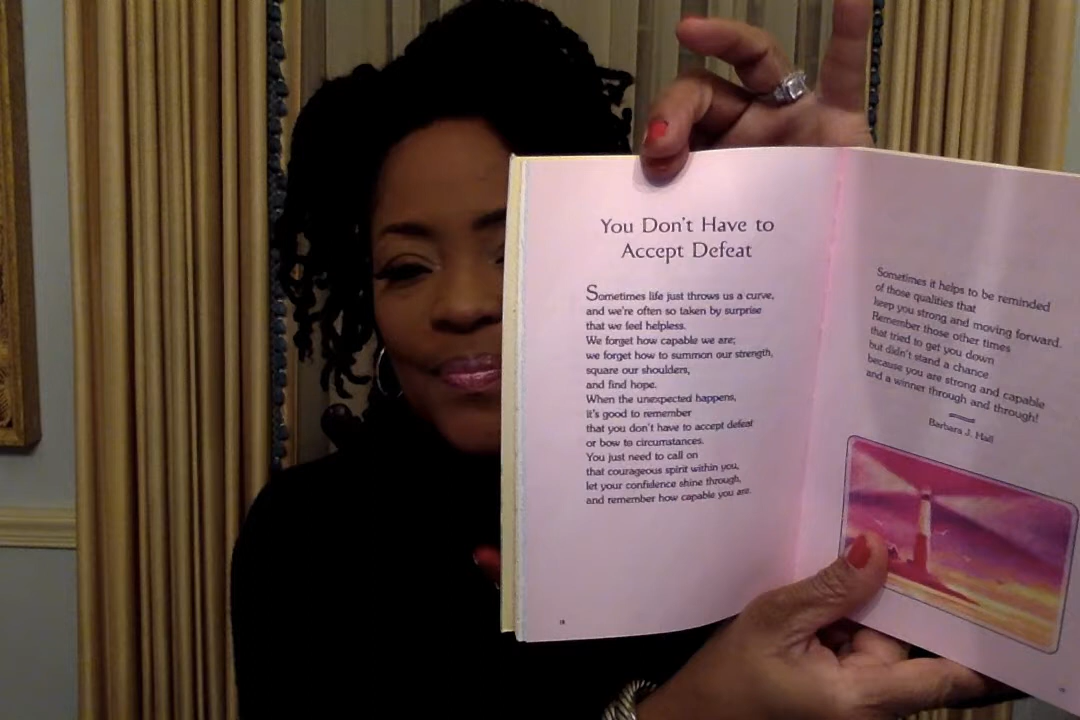 You Don't Have to
Accept Defeat
Sometimes life just throws us a curve,
and we're often so taken by surprise
that we feel helpless.
We forget how capable we are;
we forget how to summon our strength,
square our shoulders,
and find hope.
When the unexpected happens,
it's good to remember
that you don't have to accept defeat
or bow to circumstances.
You just need to call on
that courageous spirit within you,
let your confidence shine through,
and remember how capable you are.
18
Sometimes it helps to be reminded
of those qualities that
keep you strong and moving forward.
Remember those other times
that tried to get you down
but didn't stand a chance
because you are strong and capable
and a winner through and through!
Barbara J. Hall